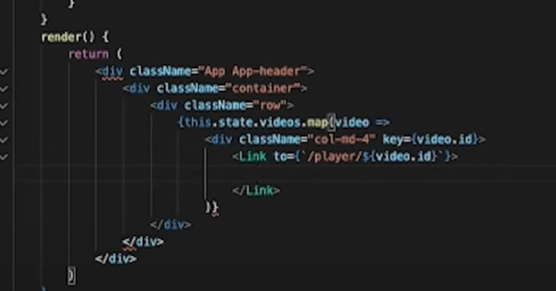 }
}
render() {
return (
<div className="App App-header">
<div className="container">
<div className="row">
{this.state.videos.map(video =>
<div className="col-md-4" key={video.id}>
<Link to={`/player/${video.id}`}>
</Link>
)}
</div>
</div>
</div>
)
}